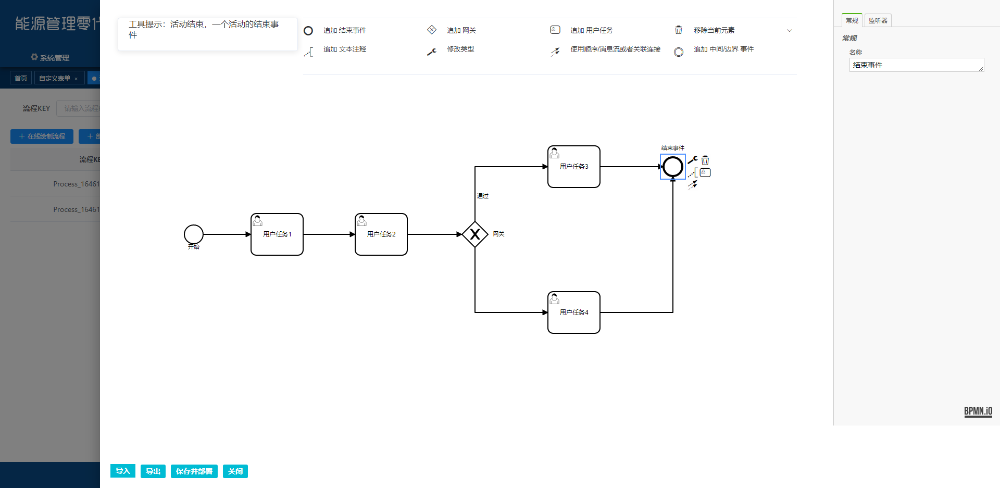 能源管理零
系统管理
首页
自定义表单 ×
流程KEY
请输入流程
在线绘制流程
流程KE
Process_16461
Process_16461
工具提示：活动结束，一个活动的结束事
件
追加 结束事件
追加 网关
追加 用户任务
移除当前元素
追加 文本注释
修改类型
使用顺序/消息流或者关联连接
追加 中间/边界 事件
结束事件
用户任务3
通过
用户任务1
用户任务2
网关
开始
用户任务4
导入
导出
保存并部署
关闭
常规
监听器
常规
名称
结束事件
BPMN.iO